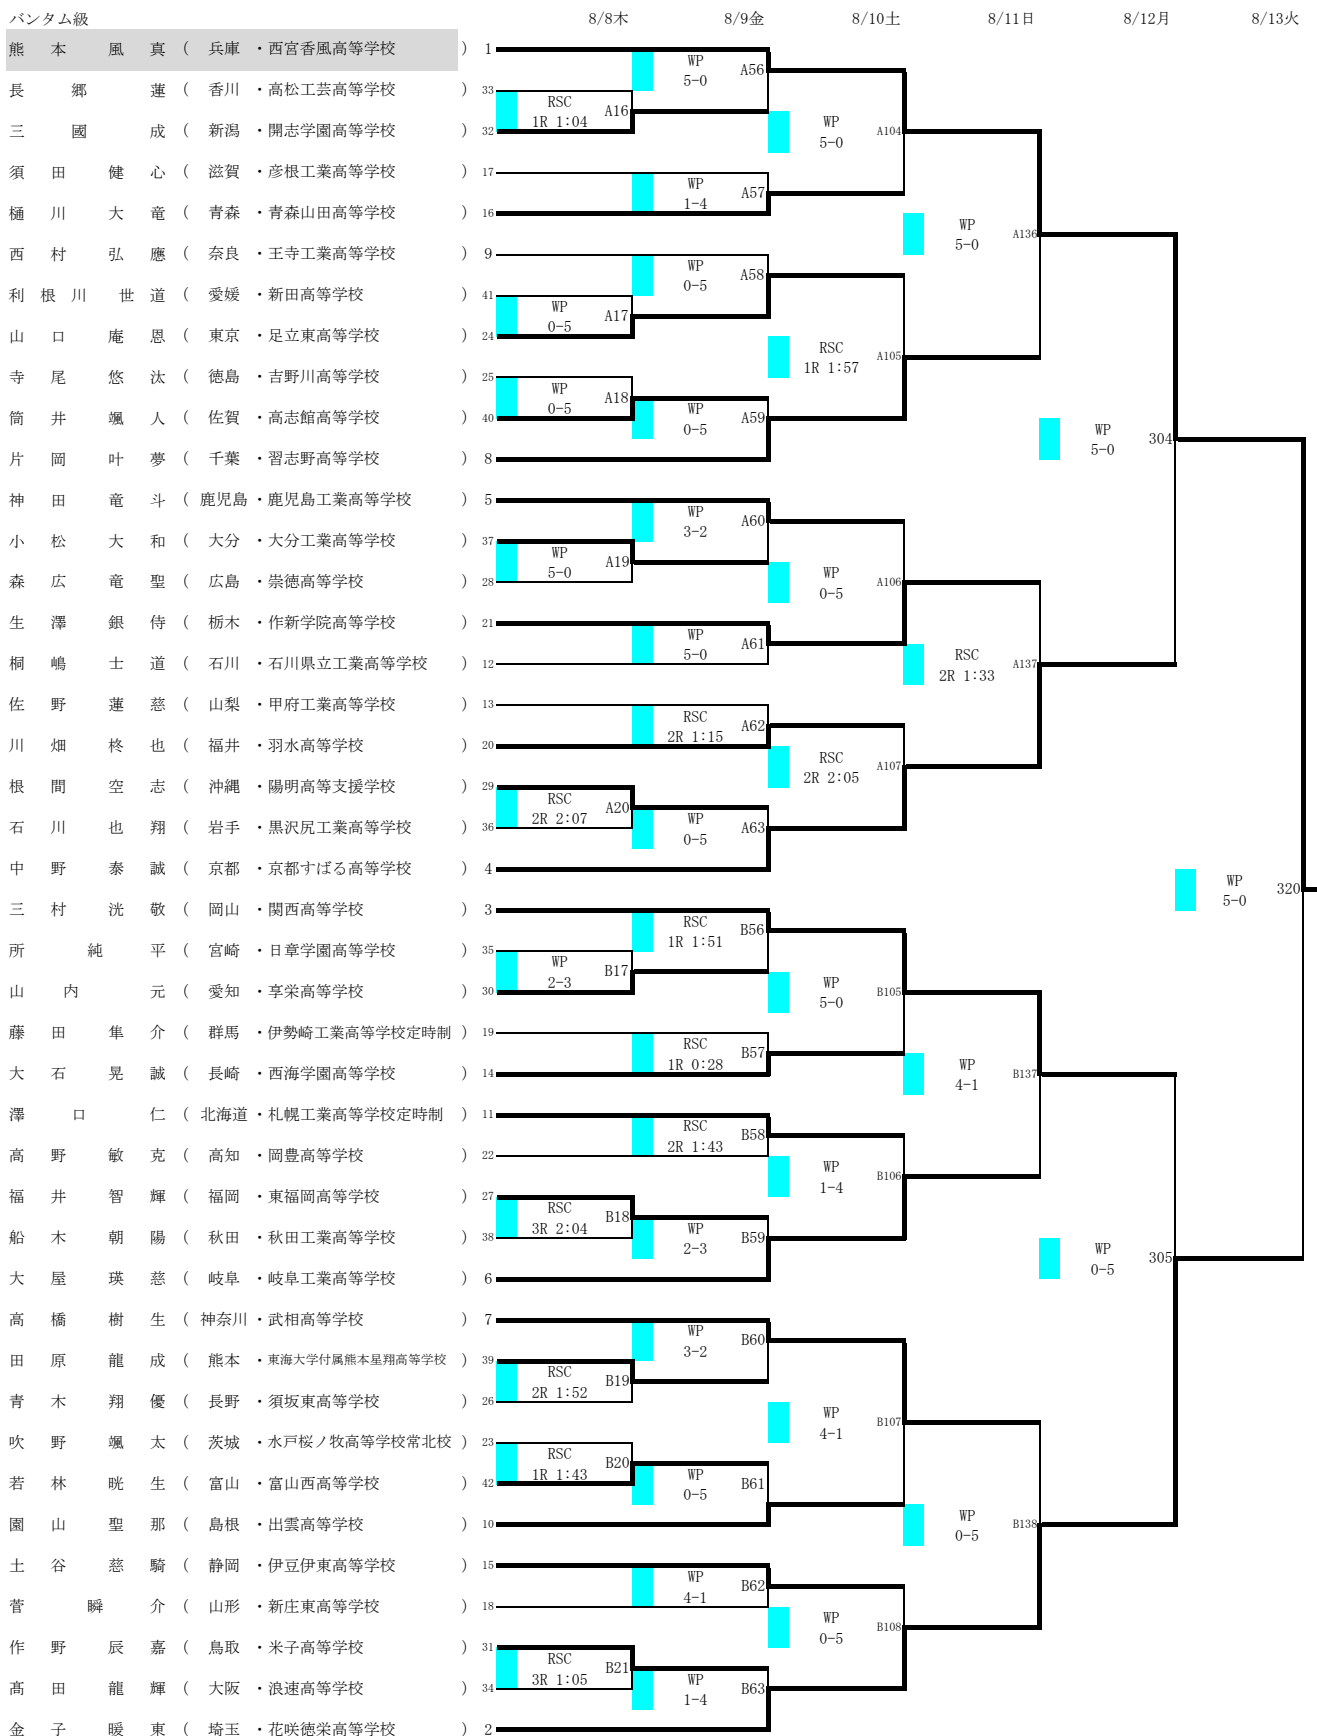 バンタム級 8/8木 8/9金 8/10土 8/11日 8/12月 8/13火
熊本風真 ( 兵庫 ・西宮香風高等学校 ) 1
WP A56
5-0
長郷蓮 ( 香川 ・高松工芸高等学校 ) 33
RSC A16
1R 1:04
WP A104
5-0
三國成 ( 新潟 ・開志学園高等学校 ) 32
須田健心 ( 滋賀 ・彦根工業高等学校 ) 17
WP A57
1-4
樋川大竜 ( 青森 ・青森山田高等学校 ) 16
WP A136
5-0
西村弘應 ( 奈良 ・王寺工業高等学校 ) 9
WP A58
0-5
利根川世道 ( 愛媛 ・新田高等学校 ) 41
WP A17
0-5
山口庵恩 ( 東京 ・足立東高等学校 ) 24
RSC A105
1R 1:57
寺尾悠汰 ( 徳島 ・吉野川高等学校 ) 25
WP A18
0-5
筒井颯人 ( 佐賀 ・高志館高等学校 ) 40
WP A59
0-5
WP 304
5-0
片岡叶夢 ( 千葉 ・習志野高等学校 ) 8
神田竜斗 ( 鹿児島 ・鹿児島工業高等学校 ) 5
WP A60
3-2
小松大和 ( 大分 ・大分工業高等学校 ) 37
WP A19
5-0
WP A106
0-5
森広竜聖 ( 広島 ・崇徳高等学校 ) 28
生澤銀侍 ( 栃木 ・作新学院高等学校 ) 21
WP A61
5-0
桐嶋士道 ( 石川 ・石川県立工業高等学校 ) 12
RSC A137
2R 1:33
佐野蓮慈 ( 山梨 ・甲府工業高等学校 ) 13
RSC A62
2R 1:15
川畑柊也 ( 福井 ・羽水高等学校 ) 20
RSC A107
2R 2:05
根間空志 ( 沖縄 ・陽明高等支援学校 ) 29
RSC A20
2R 2:07
石川也翔 ( 岩手 ・黒沢尻工業高等学校 ) 36
WP A63
0-5
中野泰誠 ( 京都 ・京都すばる高等学校 ) 4
WP 320
5-0
三村洸敬 ( 岡山 ・関西高等学校 ) 3
RSC B56
1R 1:51
所純平 ( 宮崎 ・日章学園高等学校 ) 35
WP B17
2-3
WP B105
5-0
山内元 ( 愛知 ・享栄高等学校 ) 30
藤田隼介 ( 群馬 ・伊勢崎工業高等学校定時制 ) 19
RSC B57
1R 0:28
大石晃誠 ( 長崎 ・西海学園高等学校 ) 14
WP B137
4-1
澤口仁 ( 北海道 ・札幌工業高等学校定時制 ) 11
RSC B58
2R 1:43
高野敏克 ( 高知 ・岡豊高等学校 ) 22
WP B106
1-4
福井智輝 ( 福岡 ・東福岡高等学校 ) 27
RSC B18
3R 2:04
船木朝陽 ( 秋田 ・秋田工業高等学校 ) 38
WP B59
2-3
WP 305
0-5
大屋瑛慈 ( 岐阜 ・岐阜工業高等学校 ) 6
高橋樹生 ( 神奈川 ・武相高等学校 ) 7
WP B60
3-2
田原龍成 ( 熊本 ・東海大学付属熊本星翔高等学校 ) 39
RSC B19
2R 1:52
青木翔優 ( 長野 ・須坂東高等学校 ) 26
WP B107
4-1
吹野颯太 ( 茨城 ・水戸桜ノ牧高等学校常北校 ) 23
RSC B20
1R 1:43
若林晄生 ( 富山 ・富山西高等学校 ) 42
WP B61
0-5
園山聖那 ( 島根 ・出雲高等学校 ) 10
WP B138
0-5
土谷慈騎 ( 静岡 ・伊豆伊東高等学校 ) 15
WP B62
4-1
菅瞬介 ( 山形 ・新庄東高等学校 ) 18
WP B108
0-5
作野辰嘉 ( 鳥取 ・米子高等学校 ) 31
RSC B21
3R 1:05
髙田龍輝 ( 大阪 ・浪速高等学校 ) 34
WP B63
1-4
金子暖東 ( 埼玉 ・花咲徳栄高等学校 ) 2